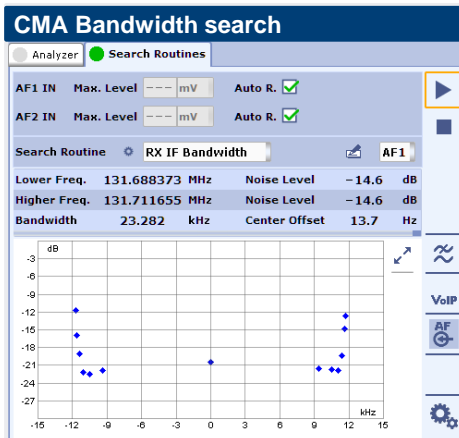 CMA Bandwidth search
Analyzer Search Routines
AF1 IN Max. Level --- mV Auto R.
AF2 IN Max. Level --- mV Auto R.
Search Routine RX IF Bandwidth AF1
Lower Freq. 131.688373 MHz Noise Level -14.6 dB
Higher Freq. 131.711655 MHz Noise Level -14.6 dB
Bandwidth 23.282 kHz Center Offset 13.7 Hz
dB
-3
-6
-9
-12
-15
-18
-21
-24
-27
kHz
-15 -12 -9 -6 -3 0 3 6 9 12 15
VoIP
AF